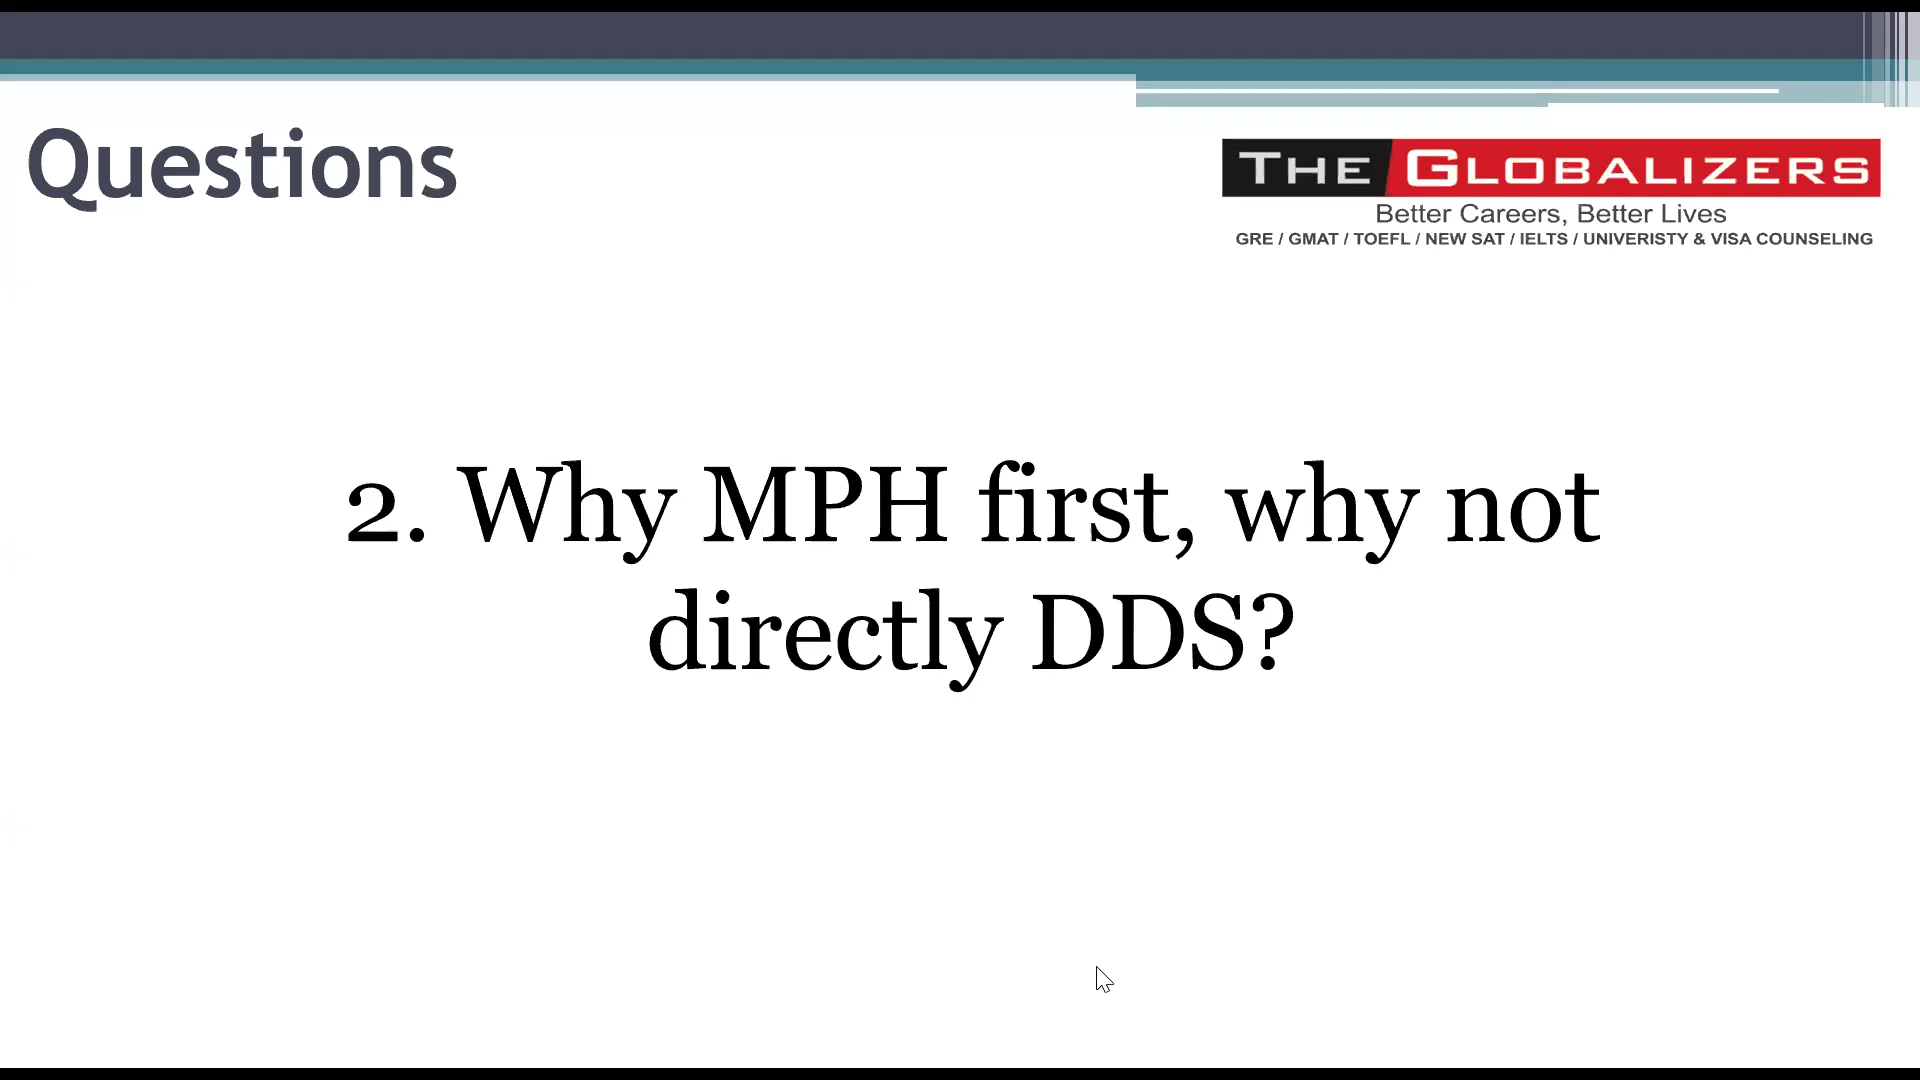 Questions
THE GLOBALIZERS
Better Careers, Better Lives
GRE / GMAT / TOEFL / NEW SAT / IELTS / UNIVERISTY & VISA COUNSELING
2. Why MPH first, why not
directly DDS?